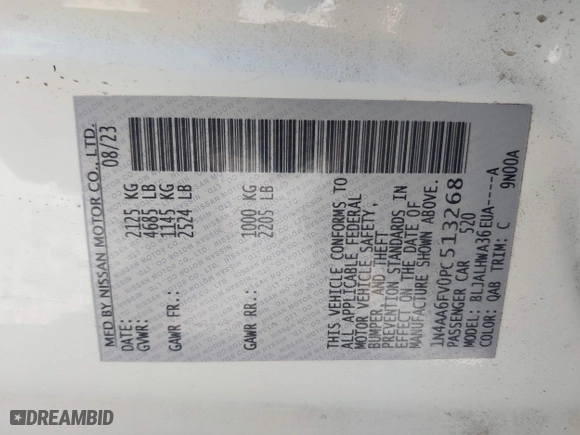 MFD BY NISSAN MOTOR CO., LTD.
DATE: 08/23
GVWR: 2125 KG
4685 LB
GAWR FR.: 1145 KG
2524 LB
GAWR RR.: 1000 KG
2205 LB
THIS VEHICLE CONFORMS TO
ALL APPLICABLE FEDERAL
MOTOR VEHICLE SAFETY,
BUMPER, AND THEFT
PREVENTION STANDARDS IN
EFFECT ON THE DATE OF
MANUFACTURE SHOWN ABOVE.
1N4AA6FV0PC513268
PASSENGER CAR 520
MODEL: BLJALHWA36EUA-----A
COLOR: QAB TRIM: C 9N00A
DREAMBID